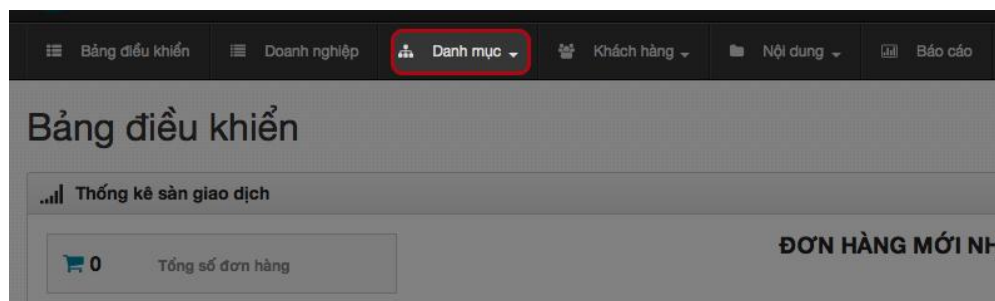 Bảng điều khiển Doanh nghiệp Danh mục Khách hàng Nội dung Báo cáo
Bảng điều khiển
Thống kê sàn giao dịch
ĐƠN HÀNG MỚI NH
0 Tổng số đơn hàng